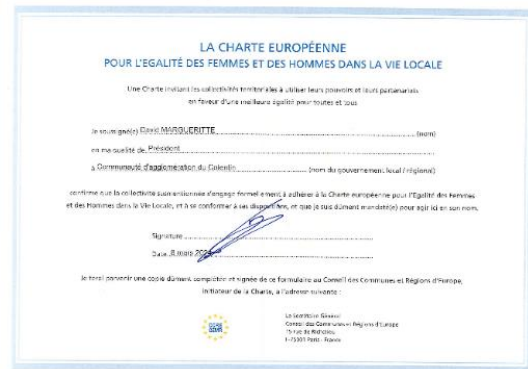 LA CHARTE EUROPÉENNE
POUR L'EGALITÉ DES FEMMES ET DES HOMMES DANS LA VIE LOCALE
Une Charte invitant les collectivités territoriales à utiliser leurs pouvoirs et leurs partenariats
en faveur d'une meilleure égalité pour toutes et tous
Je soussigné(e) David MARGUERITTE (nom)
en ma qualité de Président
à Communauté d'agglomération du Cotentin (nom du gouvernement local / régional)
confirme que la collectivité susmentionnée s'engage formellement à adhérer à la Charte européenne pour l'Egalité des Femmes
et des Hommes dans la Vie Locale, et à se conformer à ses dispositions, et que je suis dûment mandaté(e) pour agir ici en son nom.
Signature
Date 8 mars 2024
Je ferai parvenir une copie dûment complétée et signée de ce formulaire au Conseil des Communes et Régions d'Europe,
initiateur de la Charte, à l'adresse suivante :
CCRE
CEMR
Le Secrétaire Général
Conseil des Communes et Régions d'Europe
15 rue de Richelieu
F-75001 Paris - France